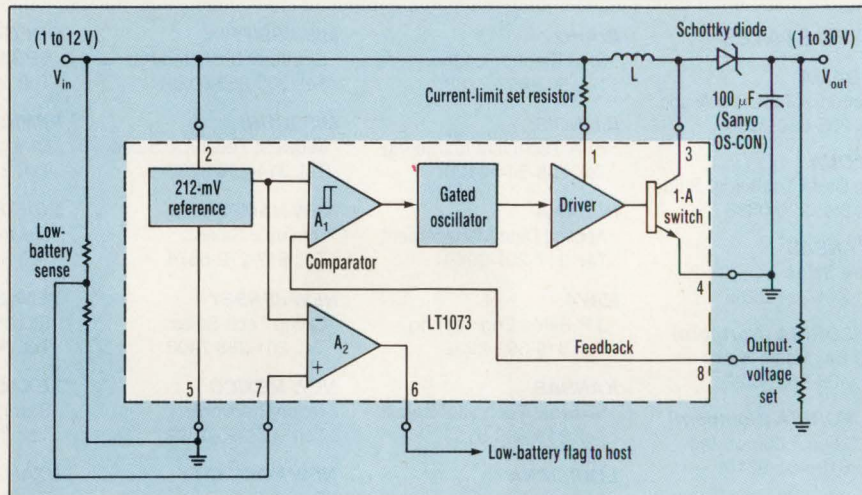 (1 to 12 V)
V_in
Schottky diode
(1 to 30 V)
V_out
L
Current-limit set resistor
100 μF
(Sanyo
OS-CON)
2
1
3
212-mV
reference
A_1
Comparator
Gated
oscillator
Driver
1-A
switch
4
Low-
battery
sense
–
+
A_2
LT1073
Feedback
8
Output-
voltage
set
5
7
6
Low-battery flag to host